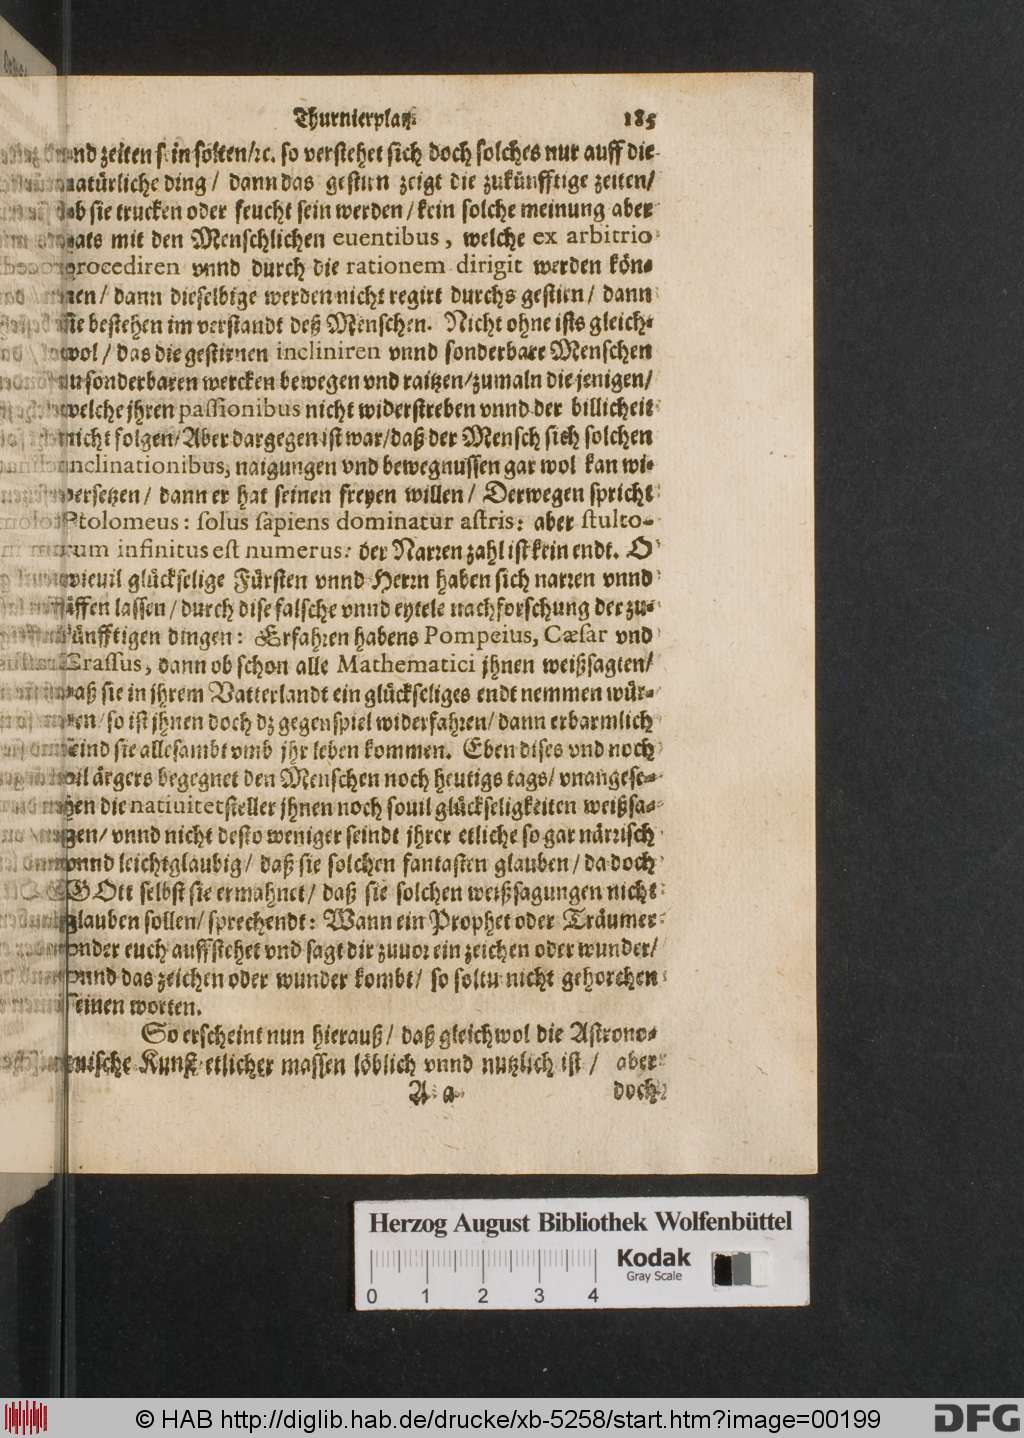 Thurnierplatz. 185
vnd zeiten sein solten/ꝛc. so verstehet sich doch solches nur auff die
natürliche ding / dann das gestirn zeigt die zukünfftige zeiten/
ob sie trucken oder feucht sein werden / kein solche meinung aber
hats mit den Menschlichen euentibus, welche ex arbitrio
procediren vnnd durch die rationem dirigit werden kön-
nen / dann dieselbige werden nicht regirt durchs gestirn / dann
sie bestehen im verstandt deß Menschen. Nicht ohne ists gleich-
wol / das die gestirnen incliniren vnnd sonderbare Menschen
zu sonderbaren wercken bewegen vnd raitzen/zumaln die jenigen/
welche jhren passionibus nicht widerstreben vnnd der billicheit
nicht folgen/Aber dargegen ist war/daß der Mensch sich solchen
inclinationibus, naigungen vnd bewegnussen gar wol kan wi-
dersetzen / dann er hat seinen freyen willen / Derwegen spricht
Ptolomeus: solus sapiens dominatur astris: aber stulto-
rum infinitus est numerus: der Narren zahl ist kein endt. O
wieuil glückselige Fürsten vnnd Herrn haben sich narren vnnd
äffen lassen / durch dise falsche vnnd eytele nachforschung der zu-
künfftigen dingen: Erfahren habens Pompeius, Cæsar vnd
Crassus, dann ob schon alle Mathematici jhnen weißsagten/
daß sie in jhrem Vatterlandt ein glückseliges endt nemmen wür-
den/so ist jhnen doch dz gegenspiel widerfahren/ dann erbarmlich
seind sie allesambt vmb jhr leben kommen. Eben dises vnd noch
vil ärgers begegnet den Menschen noch heutigs tags/ vnangese-
hen die natiuitetsteller jhnen noch souil glückseligkeiten weißsa-
gen/ vnnd nicht desto weniger seindt jhrer etliche so gar närrisch
vnnd leichtglaubig / daß sie solchen fantasten glauben / da doch
GOtt selbst sie ermahnet / daß sie solchen weißsagungen nicht
glauben sollen/ sprechendt: Wann ein Prophet oder Träumer
vnder euch auffstehet vnd sagt dir zuuor ein zeichen oder wunder/
vnnd das zeichen oder wunder kombt/ so soltu nicht gehorchen
seinen worten.
So erscheint nun hierauß / daß gleichwol die Astrono-
mische Kunst etlicher massen löblich vnnd nutzlich ist / aber
A a doch
Herzog August Bibliothek Wolfenbüttel
Kodak
Gray Scale
0 1 2 3 4
© HAB http://diglib.hab.de/drucke/xb-5258/start.htm?image=00199
DFG